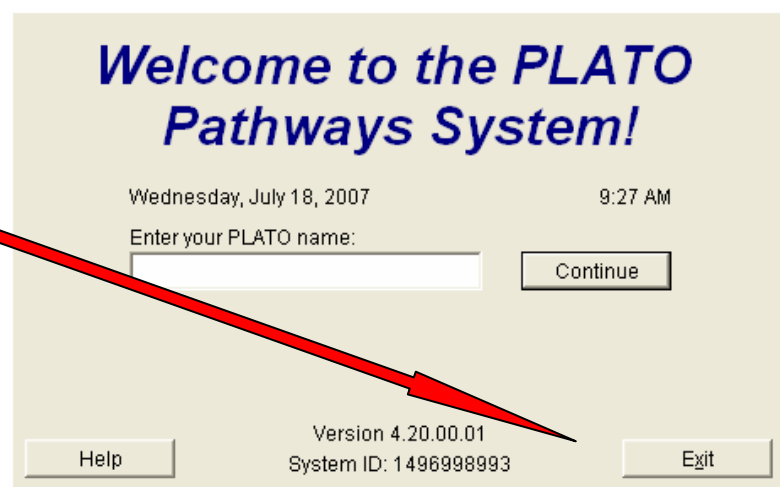 Welcome to the PLATO
Pathways System!
Wednesday, July 18, 2007 9:27 AM
Enter your PLATO name:
Continue
Version 4.20.00.01
Help System ID: 1496998993 Exit